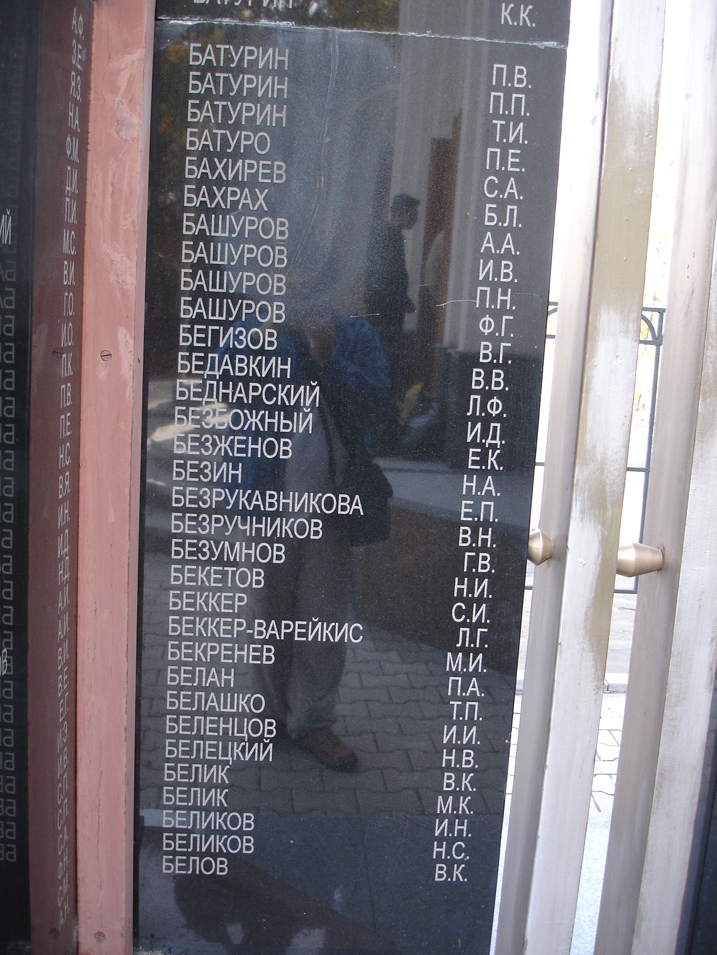 А.Ф.
З.Е.
Я.З.
Н.А.
Ф.М.
Д.И.
П.И.
М.С.
В.И.
Г.О.
И.О.
П.К.
П.В.
П.Е.
Н.С.
В.Я.
И.Н.
БАТУРИН К.К.
БАТУРИН П.В.
БАТУРИН П.П.
БАТУРИН Т.И.
БАТУРО П.Е.
БАХИРЕВ С.А.
БАХРАХ Б.Л.
БАШУРОВ А.А.
БАШУРОВ И.В.
БАШУРОВ П.Н.
БАШУРОВ Ф.Г.
БЕГИЗОВ В.Г.
БЕДАВКИН В.В.
БЕДНАРСКИЙ Л.Ф.
БЕЗБОЖНЫЙ И.Д.
БЕЗЖЕНОВ Е.К.
БЕЗИН Н.А.
БЕЗРУКАВНИКОВА Е.П.
БЕЗРУЧНИКОВ В.Н.
БЕЗУМНОВ Г.В.
БЕКЕТОВ Н.И.
БЕККЕР С.И.
БЕККЕР-ВАРЕЙКИС Л.Г.
БЕКРЕНЕВ М.И.
БЕЛАН П.А.
БЕЛАШКО Т.П.
БЕЛЕНЦОВ И.И.
БЕЛЕЦКИЙ Н.В.
БЕЛИК В.К.
БЕЛИК М.К.
БЕЛИКОВ И.Н.
БЕЛИКОВ Н.С.
БЕЛОВ В.К.